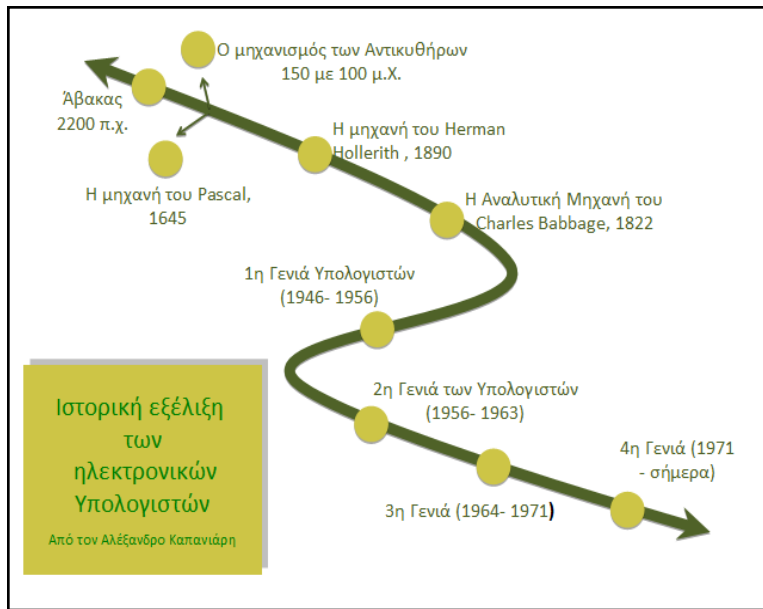 Ο μηχανισμός των Αντικυθήρων
150 με 100 μ.Χ.
Άβακας
2200 π.χ.
Η μηχανή του Pascal,
1645
Η μηχανή του Herman
Hollerith , 1890
Η Αναλυτική Μηχανή του
Charles Babbage, 1822
1η Γενιά Υπολογιστών
(1946- 1956)
2η Γενιά των Υπολογιστών
(1956- 1963)
3η Γενιά (1964- 1971)
4η Γενιά (1971
- σήμερα)
Ιστορική εξέλιξη
των
ηλεκτρονικών
Υπολογιστών
Από τον Αλέξανδρο Καπανιάρη